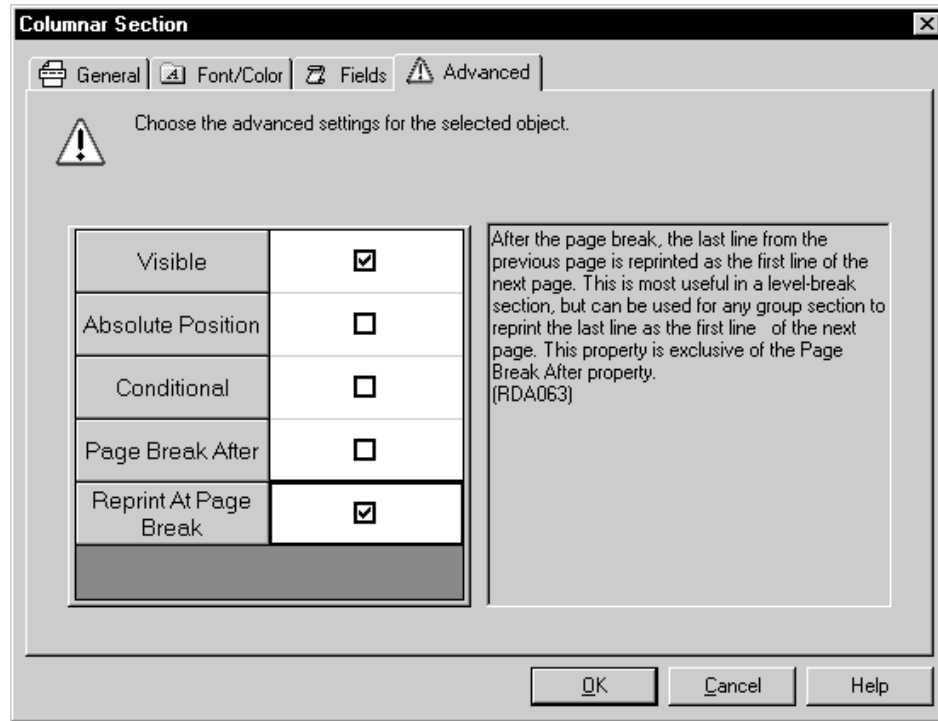 Columnar Section
General
Font/Color
Fields
Advanced
Choose the advanced settings for the selected object.
Visible
Absolute Position
Conditional
Page Break After
Reprint At Page
Break
After the page break, the last line from the
previous page is reprinted as the first line of the
next page. This is most useful in a level-break
section, but can be used for any group section to
reprint the last line as the first line   of the next
page. This property is exclusive of the Page
Break After property.
(RDA063)
OK
Cancel
Help